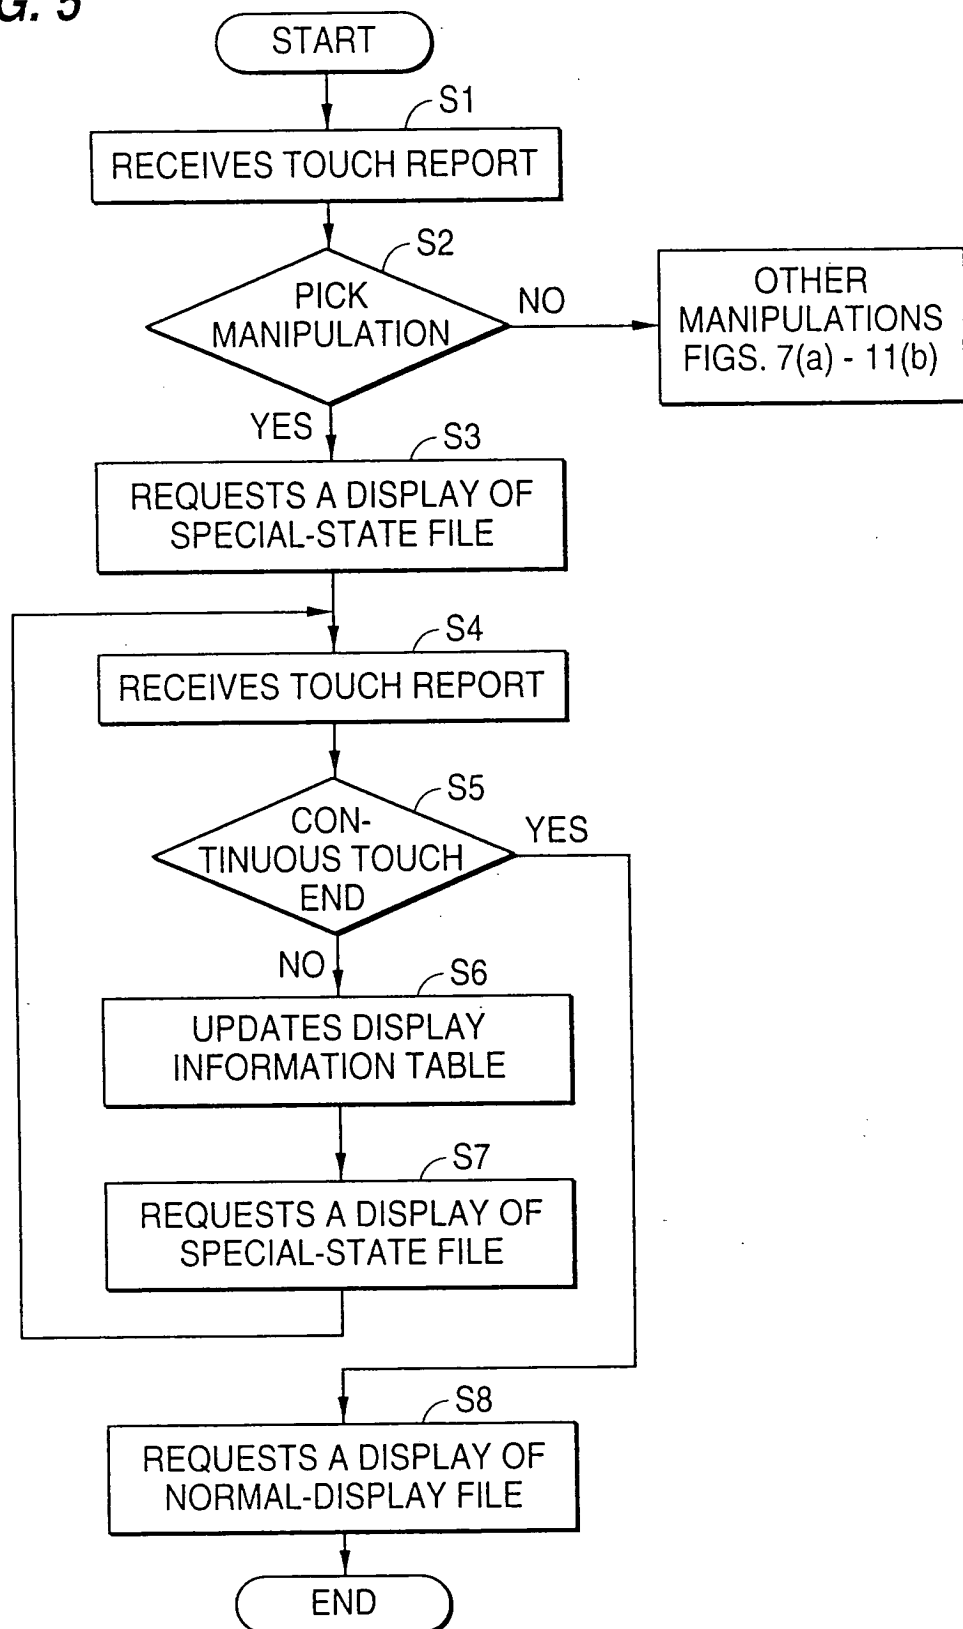 G. 5
START
S1
RECEIVES TOUCH REPORT
S2
PICK
MANIPULATION
NO
OTHER
MANIPULATIONS
FIGS. 7(a) - 11(b)
YES
S3
REQUESTS A DISPLAY OF
SPECIAL-STATE FILE
S4
RECEIVES TOUCH REPORT
S5
CON-
TINUOUS TOUCH
END
YES
NO
S6
UPDATES DISPLAY
INFORMATION TABLE
S7
REQUESTS A DISPLAY OF
SPECIAL-STATE FILE
S8
REQUESTS A DISPLAY OF
NORMAL-DISPLAY FILE
END